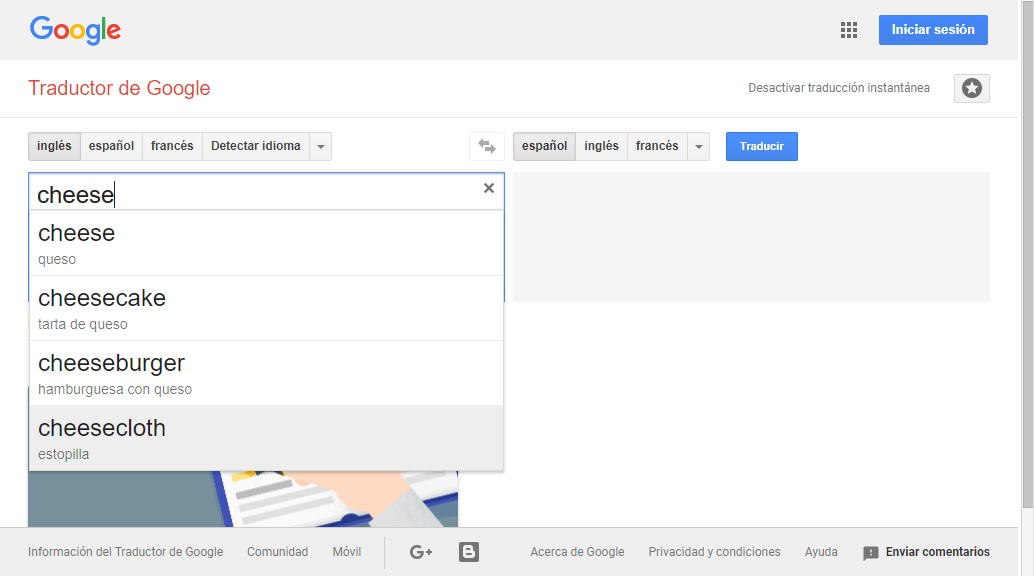 Google
Iniciar sesión
Traductor de Google
Desactivar traducción instantánea
inglés español francés Detectar idioma
español inglés francés
Traducir
cheese
cheese
queso
cheesecake
tarta de queso
cheeseburger
hamburguesa con queso
cheesecloth
estopilla
Información del Traductor de Google Comunidad Móvil G+ B Acerca de Google Privacidad y condiciones Ayuda Enviar comentarios